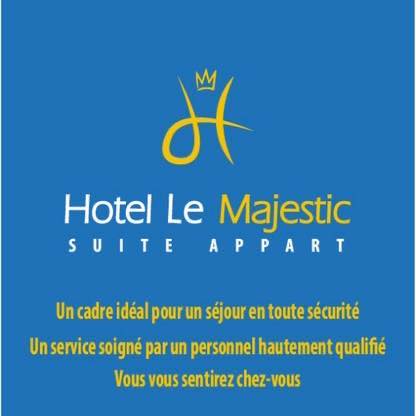 Hotel Le Majestic
SUITE APPART
Un cadre idéal pour un séjour en toute sécurité
Un service soigné par un personnel hautement qualifié
Vous vous sentirez chez-vous